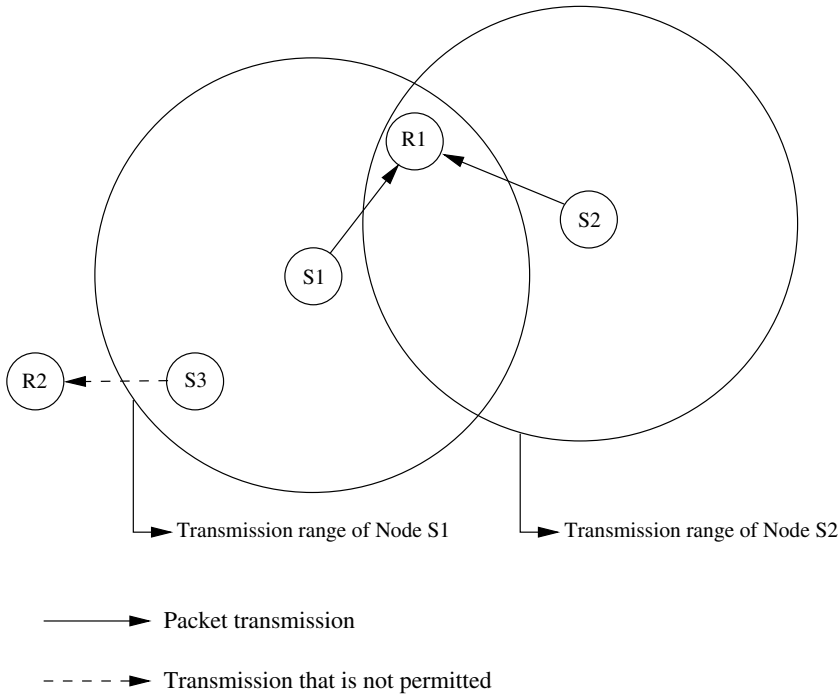 R1
S2
S1
R2
S3
Transmission range of Node S1
Transmission range of Node S2
Packet transmission
Transmission that is not permitted